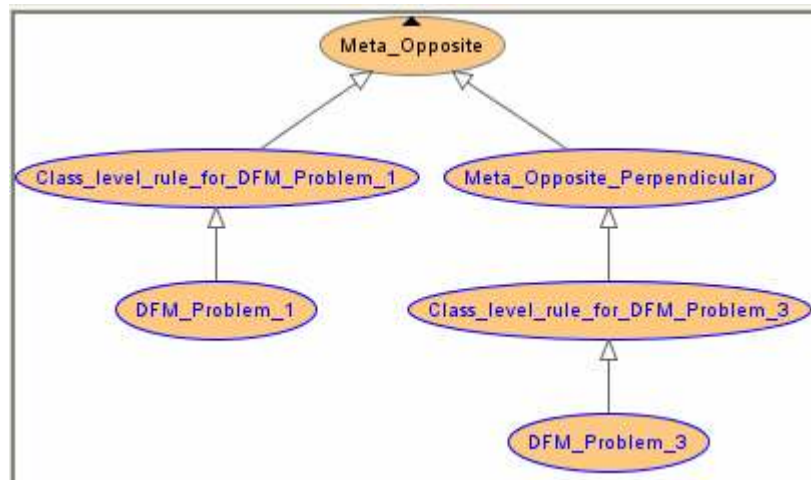 Meta_Opposite
Class_level_rule_for_DFM_Problem_1
Meta_Opposite_Perpendicular
DFM_Problem_1
Class_level_rule_for_DFM_Problem_3
DFM_Problem_3